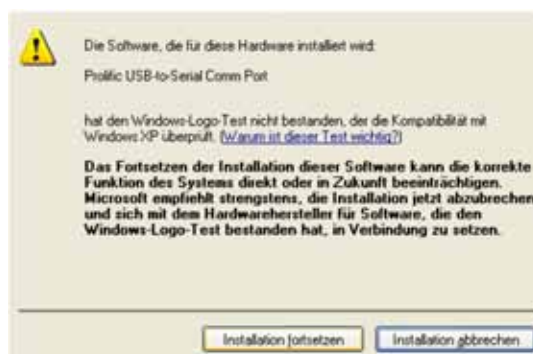 Die Software, die für diese Hardware installiert wird:
Prolific USB-to-Serial Comm Port
hat den Windows-Logo-Test nicht bestanden, der die Kompatibilität mit
Windows XP überprüft. (Warum ist dieser Test wichtig?)
Das Fortsetzen der Installation dieser Software kann die korrekte
Funktion des Systems direkt oder in Zukunft beeinträchtigen.
Microsoft empfiehlt strengstens, die Installation jetzt abzubrechen
und sich mit dem Hardwarehersteller für Software, die den
Windows-Logo-Test bestanden hat, in Verbindung zu setzen.
Installation fortsetzen
Installation abbrechen